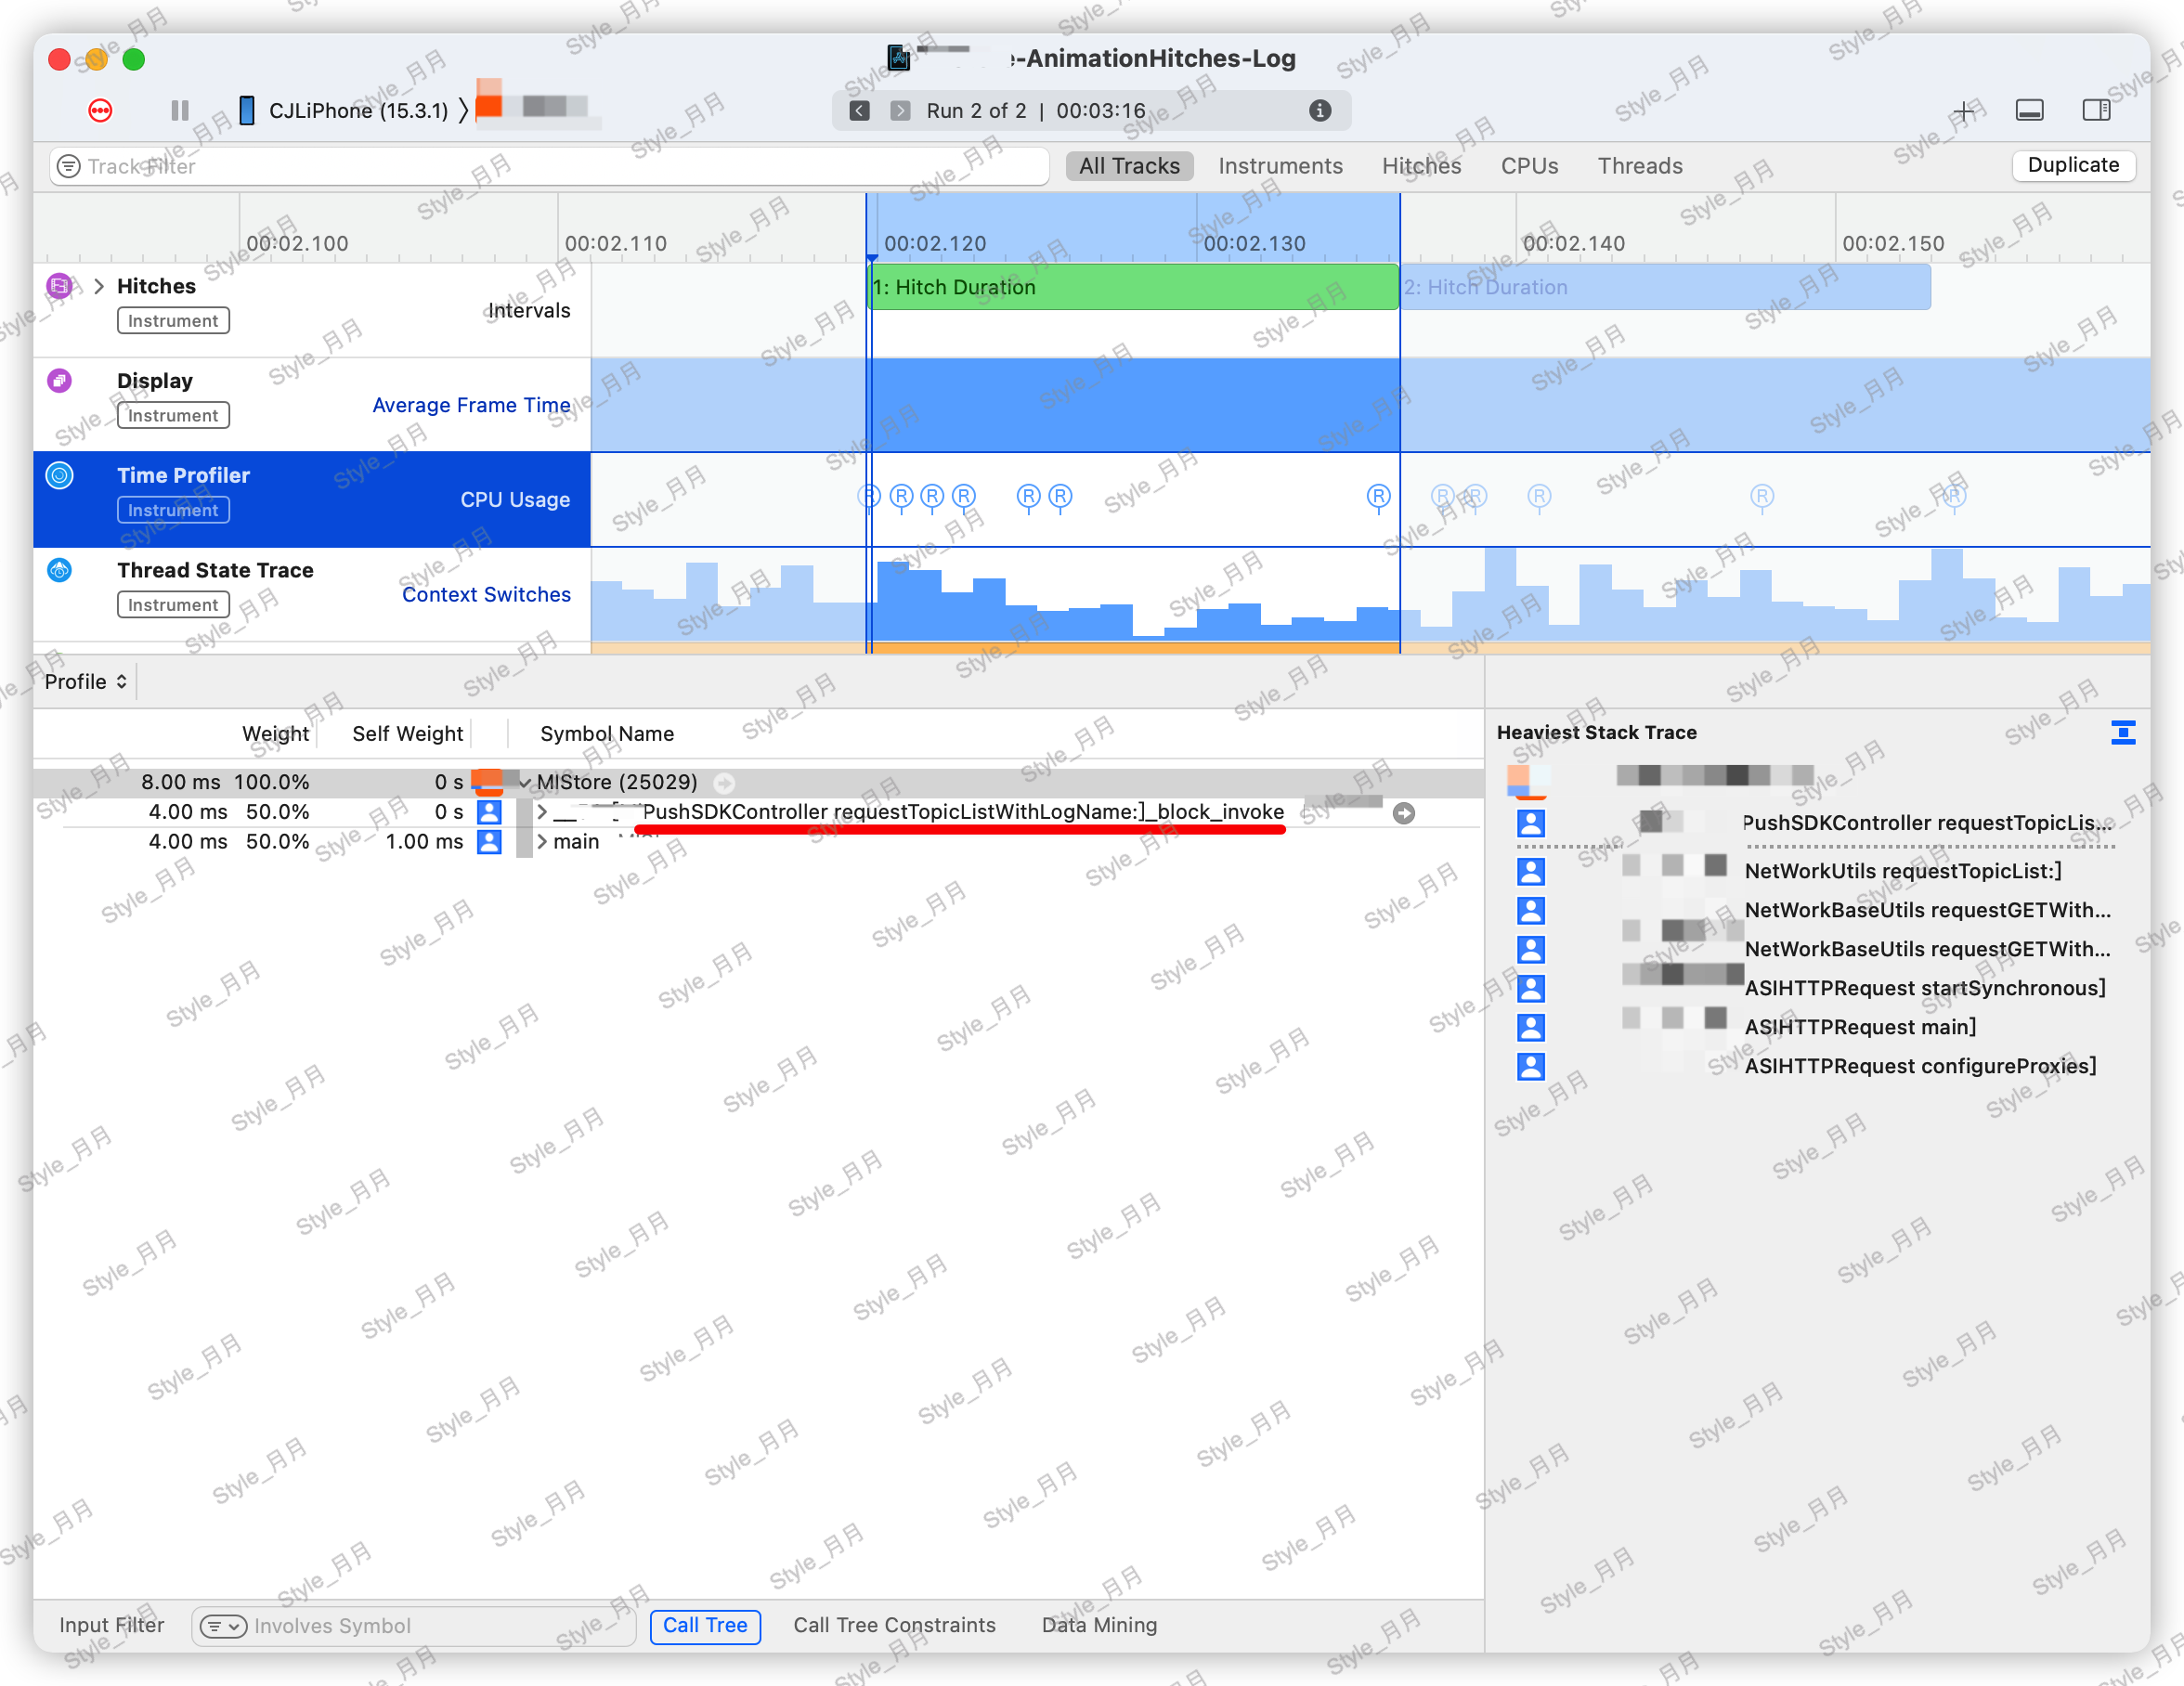 -AnimationHitches-Log
CJLiPhone (15.3.1)
Run 2 of 2 | 00:03:16
Track Filter
All Tracks
Instruments
Hitches
CPUs
Threads
Duplicate
00:02.100
00:02.110
00:02.120
00:02.130
00:02.140
00:02.150
Hitches
Instrument
Intervals
1: Hitch Duration
2: Hitch Duration
Display
Instrument
Average Frame Time
Time Profiler
Instrument
CPU Usage
R R R R R R R R R R R R
Thread State Trace
Instrument
Context Switches
Profile
Weight
Self Weight
Symbol Name
8.00 ms 100.0% 0 s MIStore (25029)
4.00 ms 50.0% 0 s PushSDKController requestTopicListWithLogName:]_block_invoke
4.00 ms 50.0% 1.00 ms main
Heaviest Stack Trace
PushSDKController requestTopicLis...
NetWorkUtils requestTopicList:]
NetWorkBaseUtils requestGETWith...
NetWorkBaseUtils requestGETWith...
ASIHTTPRequest startSynchronous]
ASIHTTPRequest main]
ASIHTTPRequest configureProxies]
Input Filter
Involves Symbol
Call Tree
Call Tree Constraints
Data Mining
Style_月月